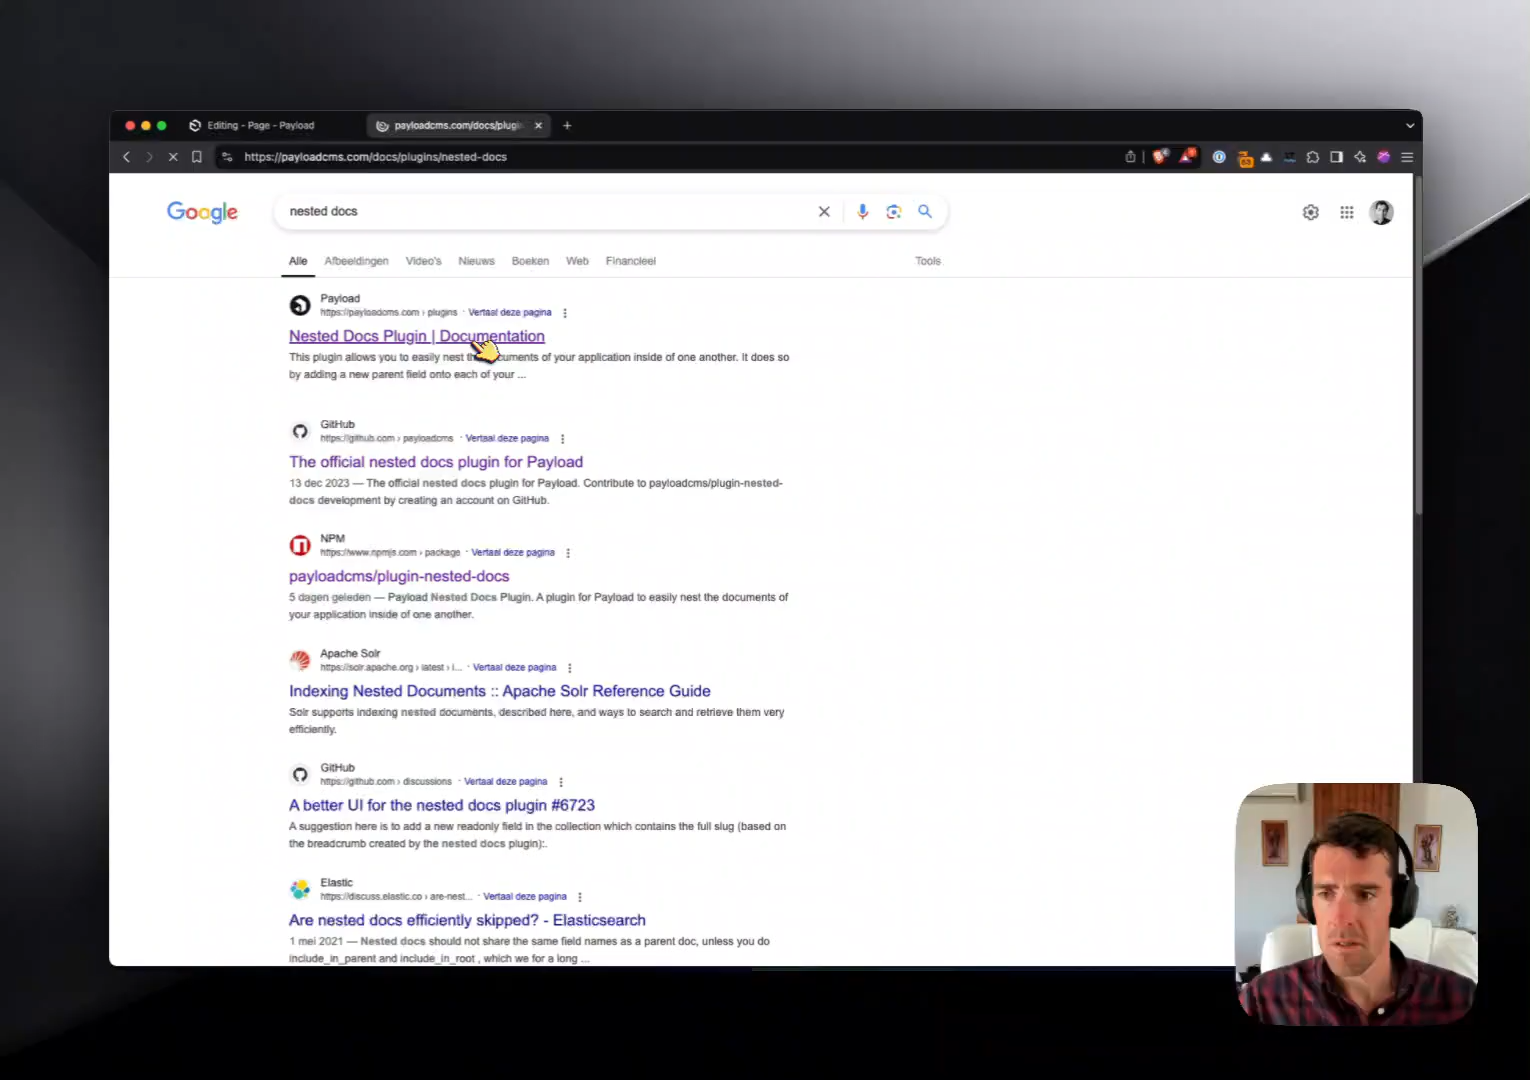 Editing - Page - Payload
payloadcms.com/docs/plugi
https://payloadcms.com/docs/plugins/nested-docs
Google
nested docs
Alle
Afbeeldingen
Video's
Nieuws
Boeken
Web
Financieel
Tools
Payload
https://payloadcms.com › plugins · Vertaal deze pagina
Nested Docs Plugin | Documentation
This plugin allows you to easily nest the documents of your application inside of one another. It does so
by adding a new parent field onto each of your ...
GitHub
https://github.com › payloadcms · Vertaal deze pagina
The official nested docs plugin for Payload
13 dec 2023 — The official nested docs plugin for Payload. Contribute to payloadcms/plugin-nested-
docs development by creating an account on GitHub.
NPM
https://www.npmjs.com › package · Vertaal deze pagina
payloadcms/plugin-nested-docs
5 dagen geleden — Payload Nested Docs Plugin. A plugin for Payload to easily nest the documents of
your application inside of one another.
Apache Solr
https://solr.apache.org › latest › i... · Vertaal deze pagina
Indexing Nested Documents :: Apache Solr Reference Guide
Solr supports indexing nested documents, described here, and ways to search and retrieve them very
efficiently.
GitHub
https://github.com › discussions · Vertaal deze pagina
A better UI for the nested docs plugin #6723
A suggestion here is to add a new readonly field in the collection which contains the full slug (based on
the breadcrumb created by the nested docs plugin):.
Elastic
https://discuss.elastic.co › are-nest... · Vertaal deze pagina
Are nested docs efficiently skipped? - Elasticsearch
1 mei 2021 — Nested docs should not share the same field names as a parent doc, unless you do
include_in_parent and include_in_root , which we for a long ...